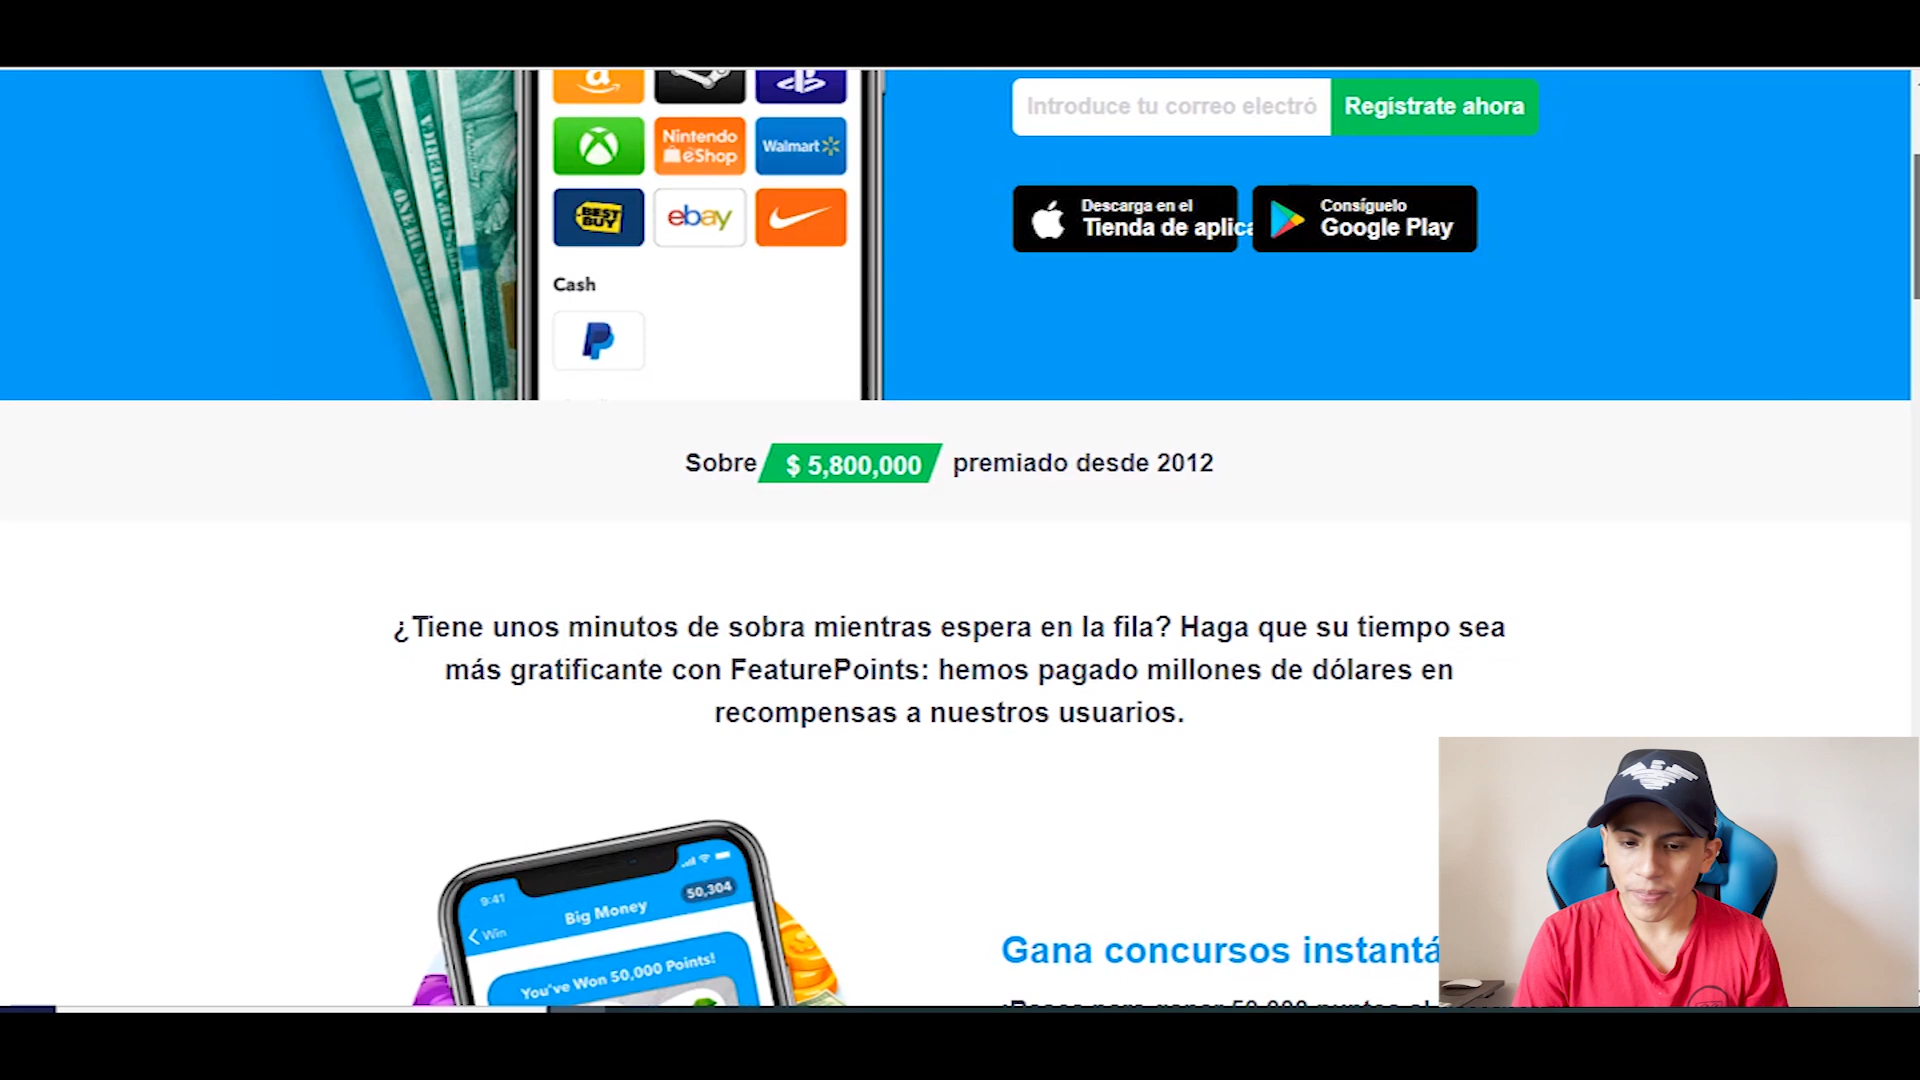 Introduce tu correo electró
Regístrate ahora
Nintendo
eShop
Walmart
BEST
BUY
ebay
Descarga en el
Tienda de aplica
Consíguelo
Google Play
Cash
Sobre $ 5,800,000 premiado desde 2012
¿Tiene unos minutos de sobra mientras espera en la fila? Haga que su tiempo sea
más gratificante con FeaturePoints: hemos pagado millones de dólares en
recompensas a nuestros usuarios.
9:41
50,304
Win
Big Money
You've Won 50,000 Points!
Gana concursos instantá